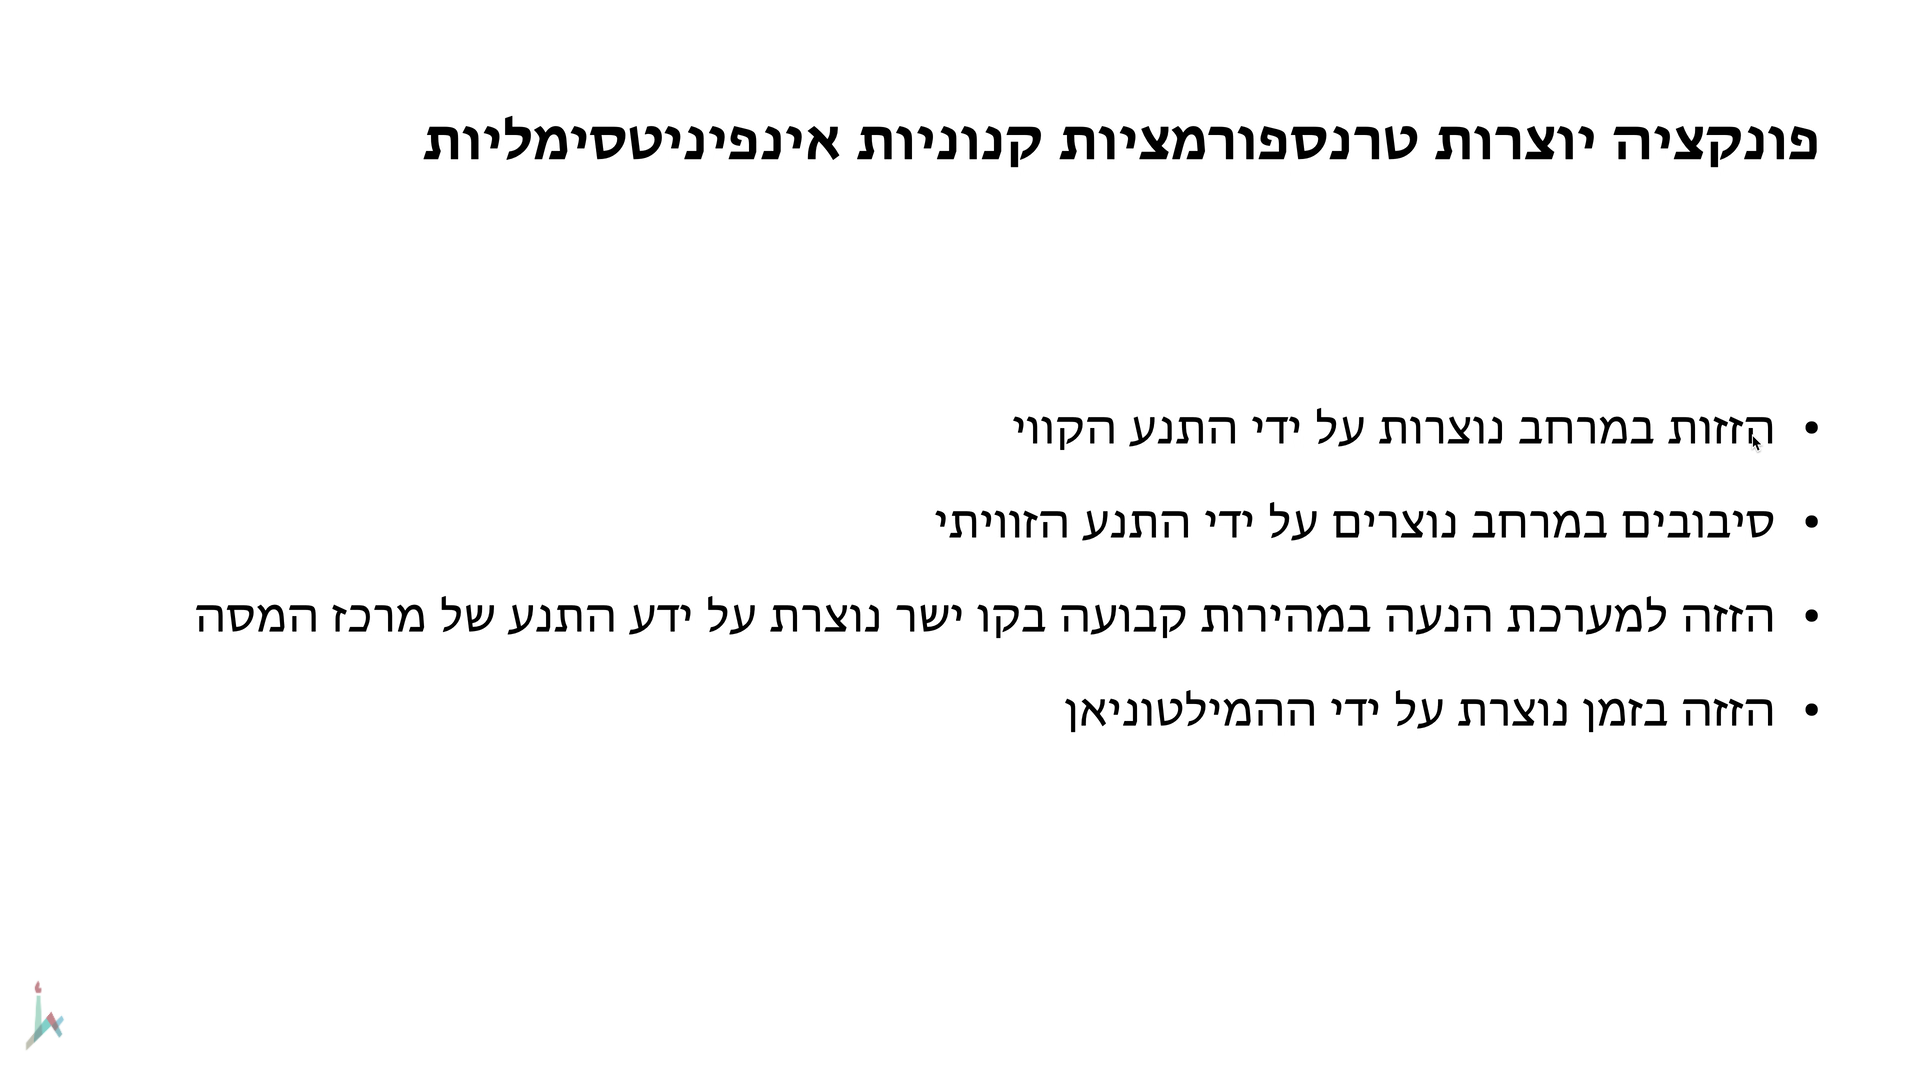 פונקציה יוצרות טרנספורמציות קנוניות אינפיניטסימליות
• הזזות במרחב נוצרות על ידי התנע הקווי
• סיבובים במרחב נוצרים על ידי התנע הזוויתי
• הזזה למערכת הנעה במהירות קבועה בקו ישר נוצרת על ידע התנע של מרכז המסה
• הזזה בזמן נוצרת על ידי ההמילטוניאן